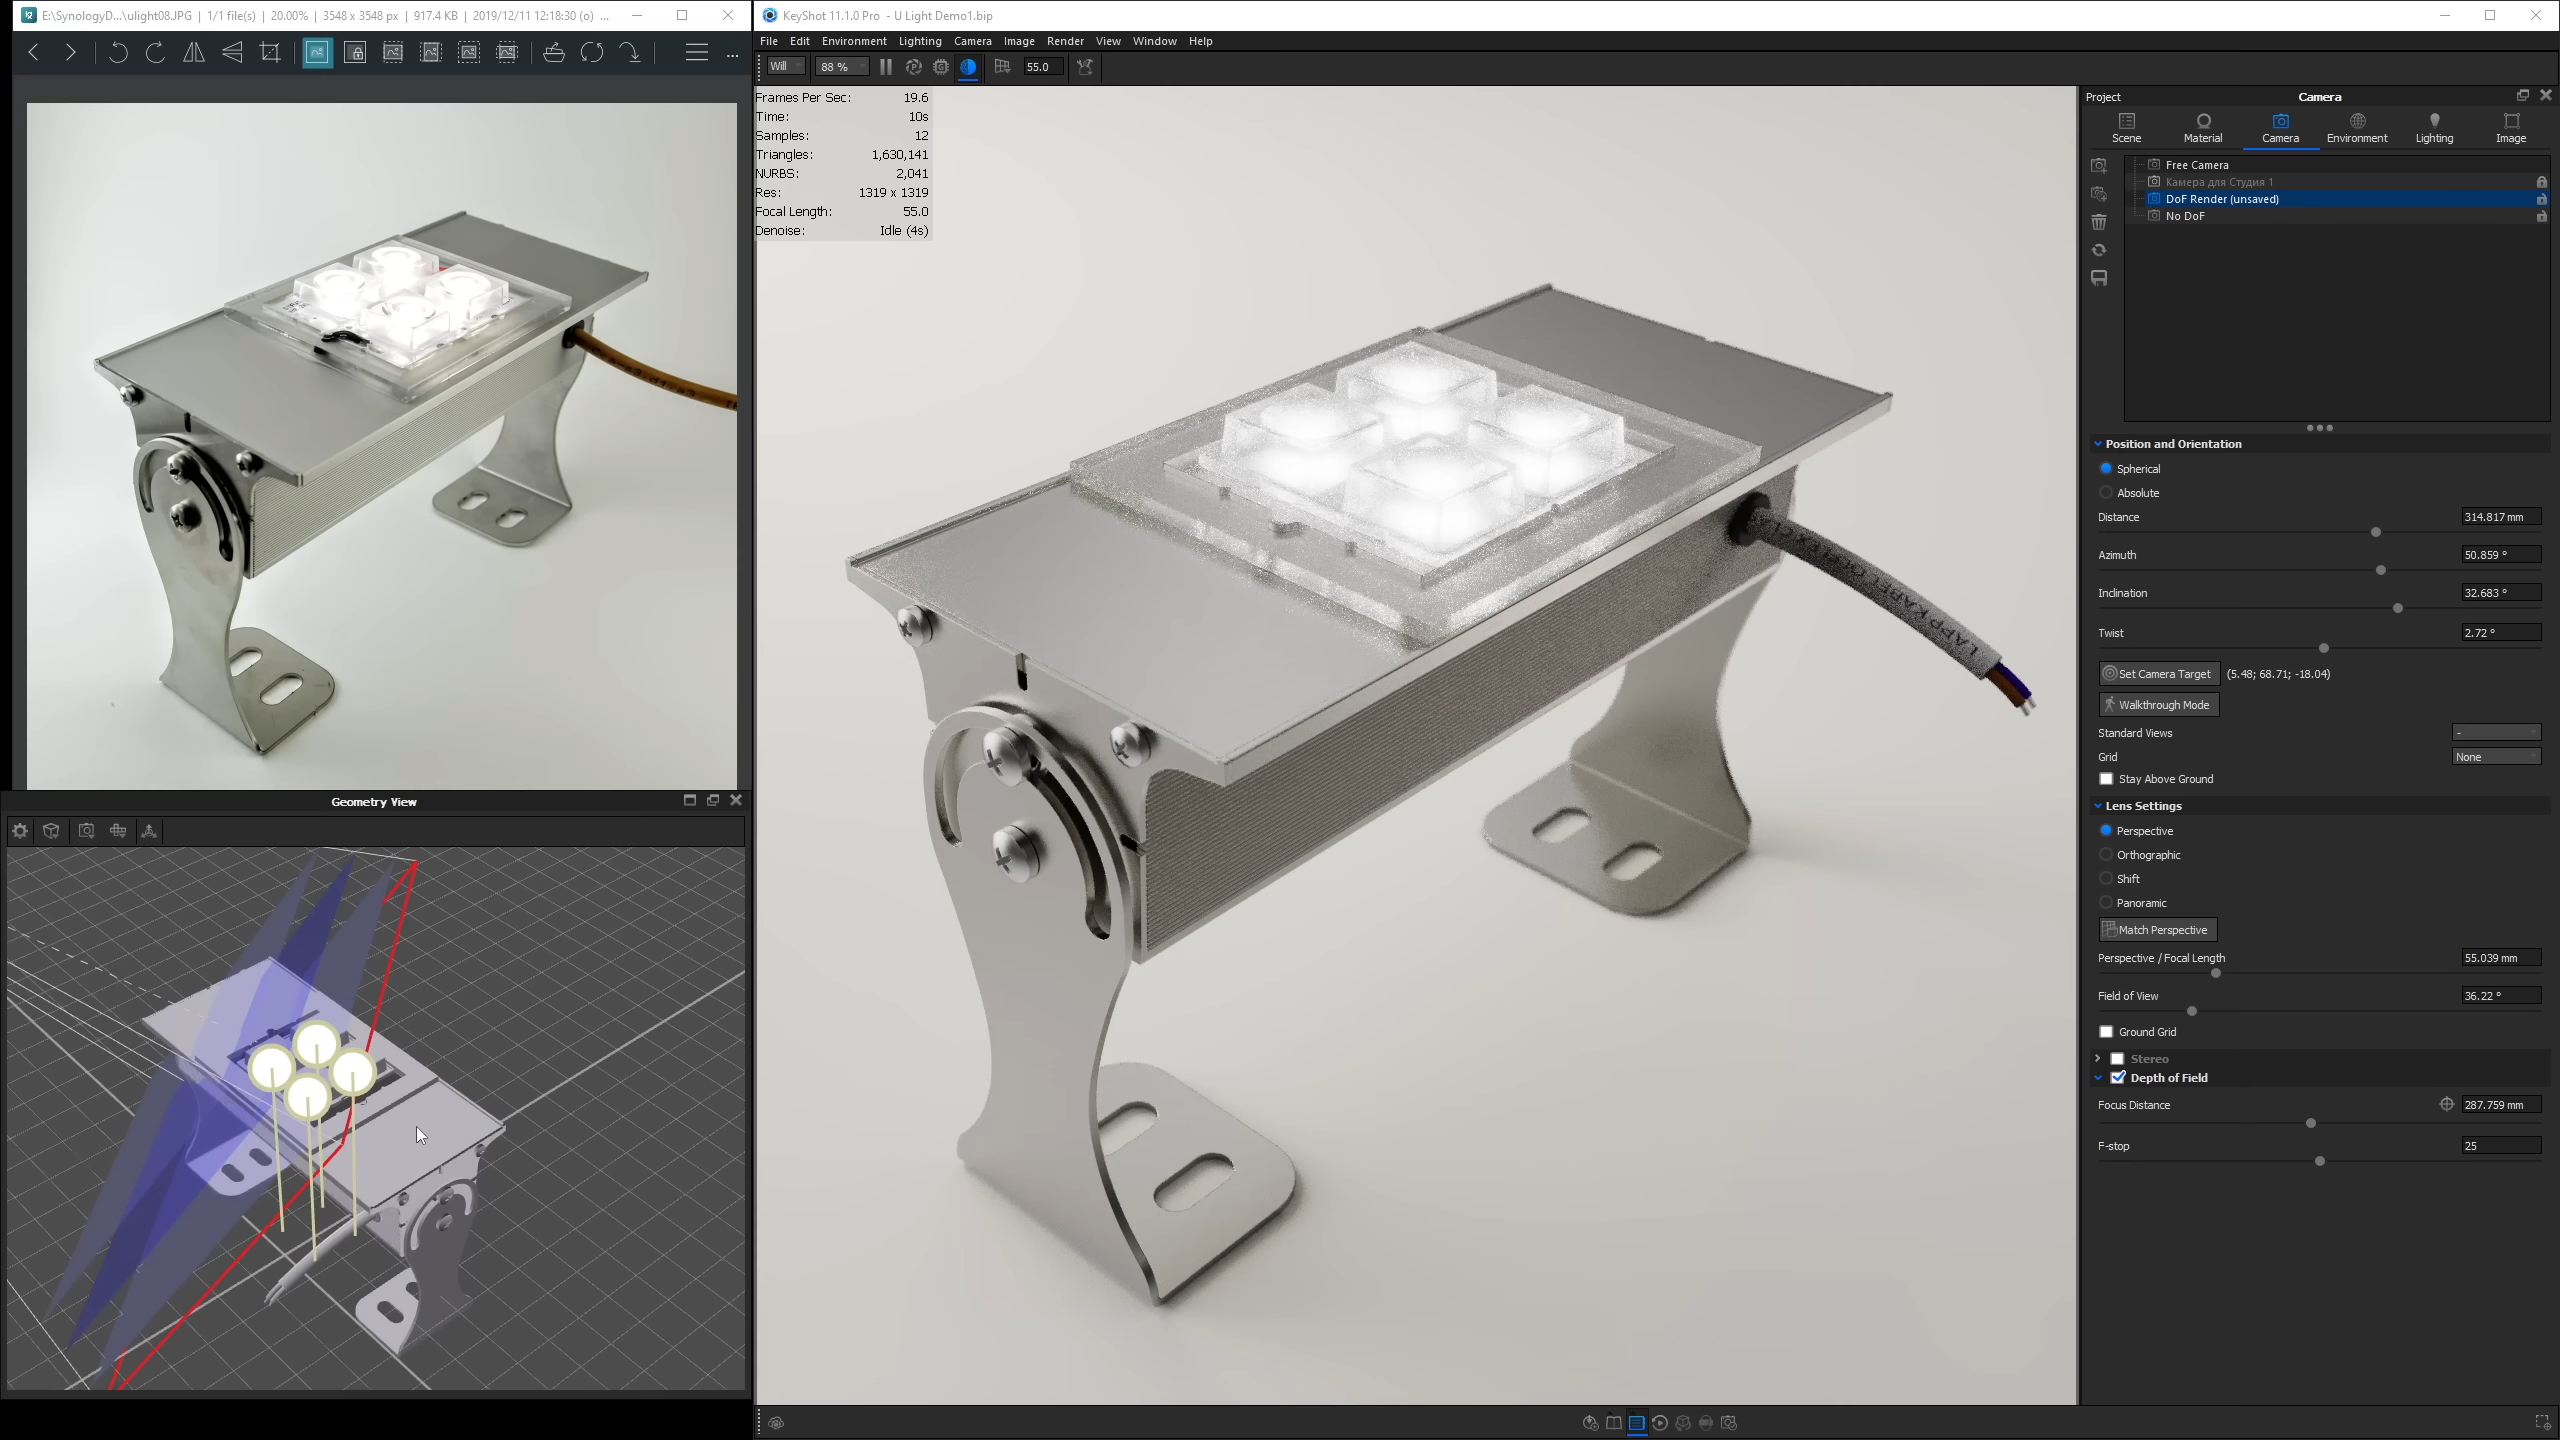 E:\SynologyD...\ulight08.JPG | 1/1 file(s) | 20.00% | 3548 x 3548 px | 917.4 KB | 2019/12/11 12:18:30 (o) ...
...
KeyShot 11.1.0 Pro - U Light Demo1.bip
File Edit Environment Lighting Camera Image Render View Window Help
Will 88 % 55.0
Frames Per Sec: 19.6
Time: 10s
Samples: 12
Triangles: 1,630,141
NURBS: 2,041
Res: 1319 x 1319
Focal Length: 55.0
Denoise: Idle (4s)
LAPP KABEL
Geometry View
Project Camera
Scene Material Camera Environment Lighting Image
Free Camera
Камера для Студия 1
DoF Render (unsaved)
No DoF
Position and Orientation
Spherical
Absolute
Distance 314.817 mm
Azimuth 50.859 °
Inclination 32.683 °
Twist 2.72 °
Set Camera Target (5.48; 68.71; -18.04)
Walkthrough Mode
Standard Views -
Grid None
Stay Above Ground
Lens Settings
Perspective
Orthographic
Shift
Panoramic
Match Perspective
Perspective / Focal Length 55.039 mm
Field of View 36.22 °
Ground Grid
Stereo
Depth of Field
Focus Distance 287.759 mm
F-stop 25